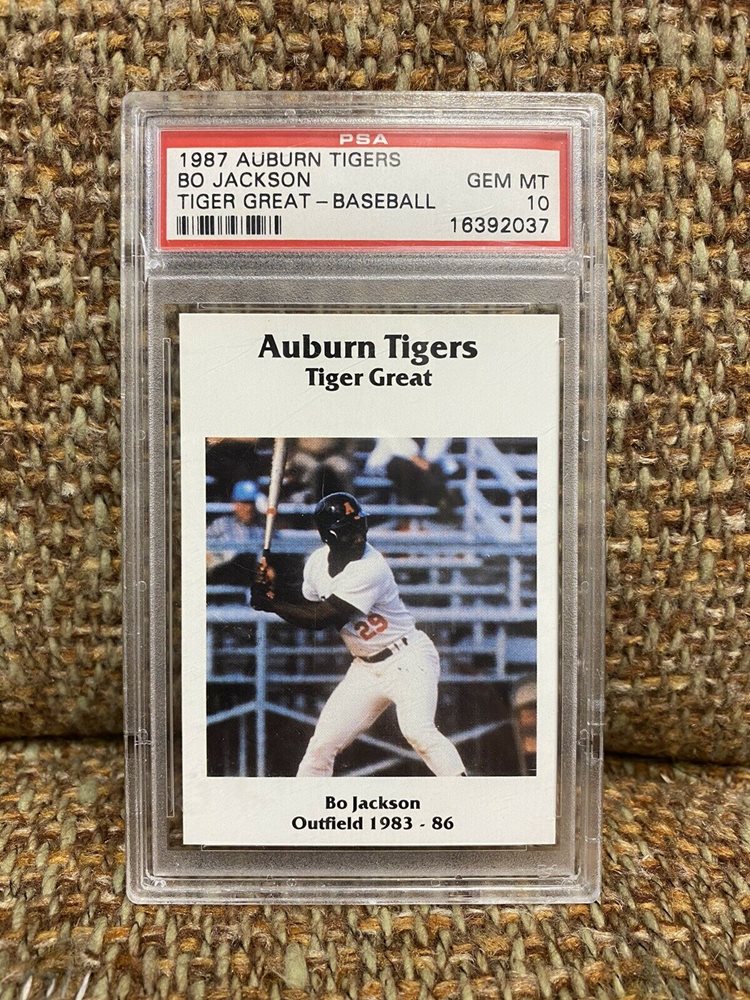 PSA
1987 AUBURN TIGERS
BO JACKSON GEM MT
TIGER GREAT - BASEBALL 10
16392037
Auburn Tigers
Tiger Great
A
29
Bo Jackson
Outfield 1983 - 86